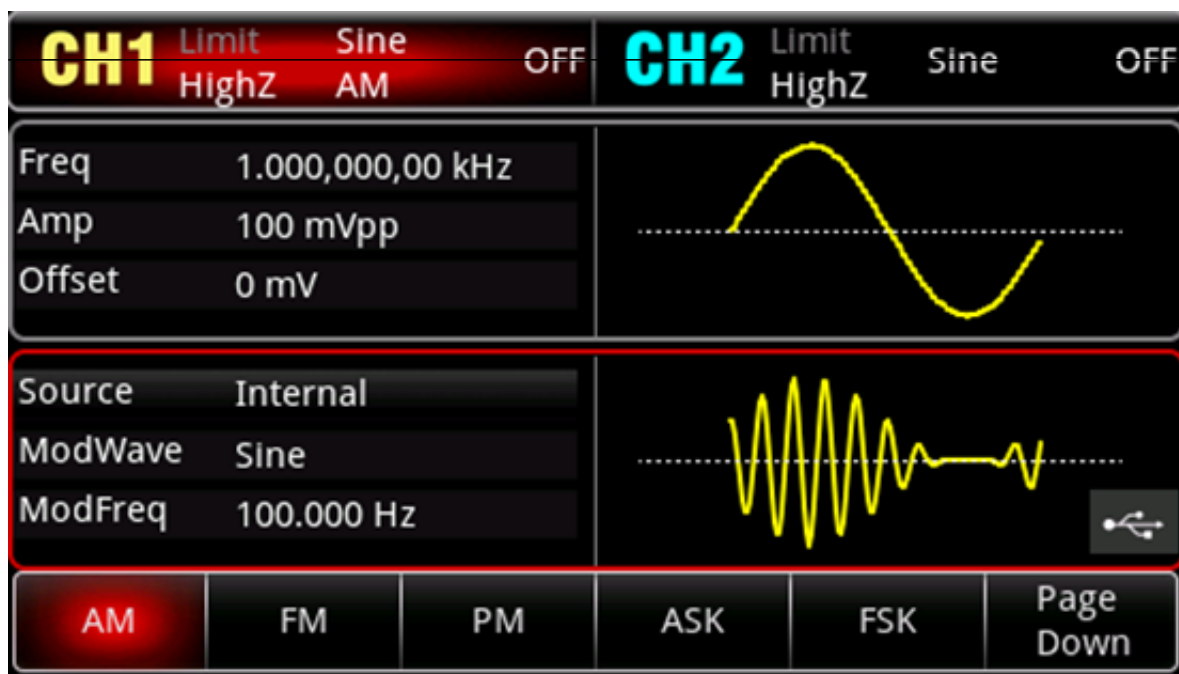 CH1 Limit Sine OFF CH2 Limit Sine OFF
HighZ AM HighZ
Freq 1.000,000,00 kHz
Amp 100 mVpp
Offset 0 mV
Source Internal
ModWave Sine
ModFreq 100.000 Hz
AM FM PM ASK FSK Page Down